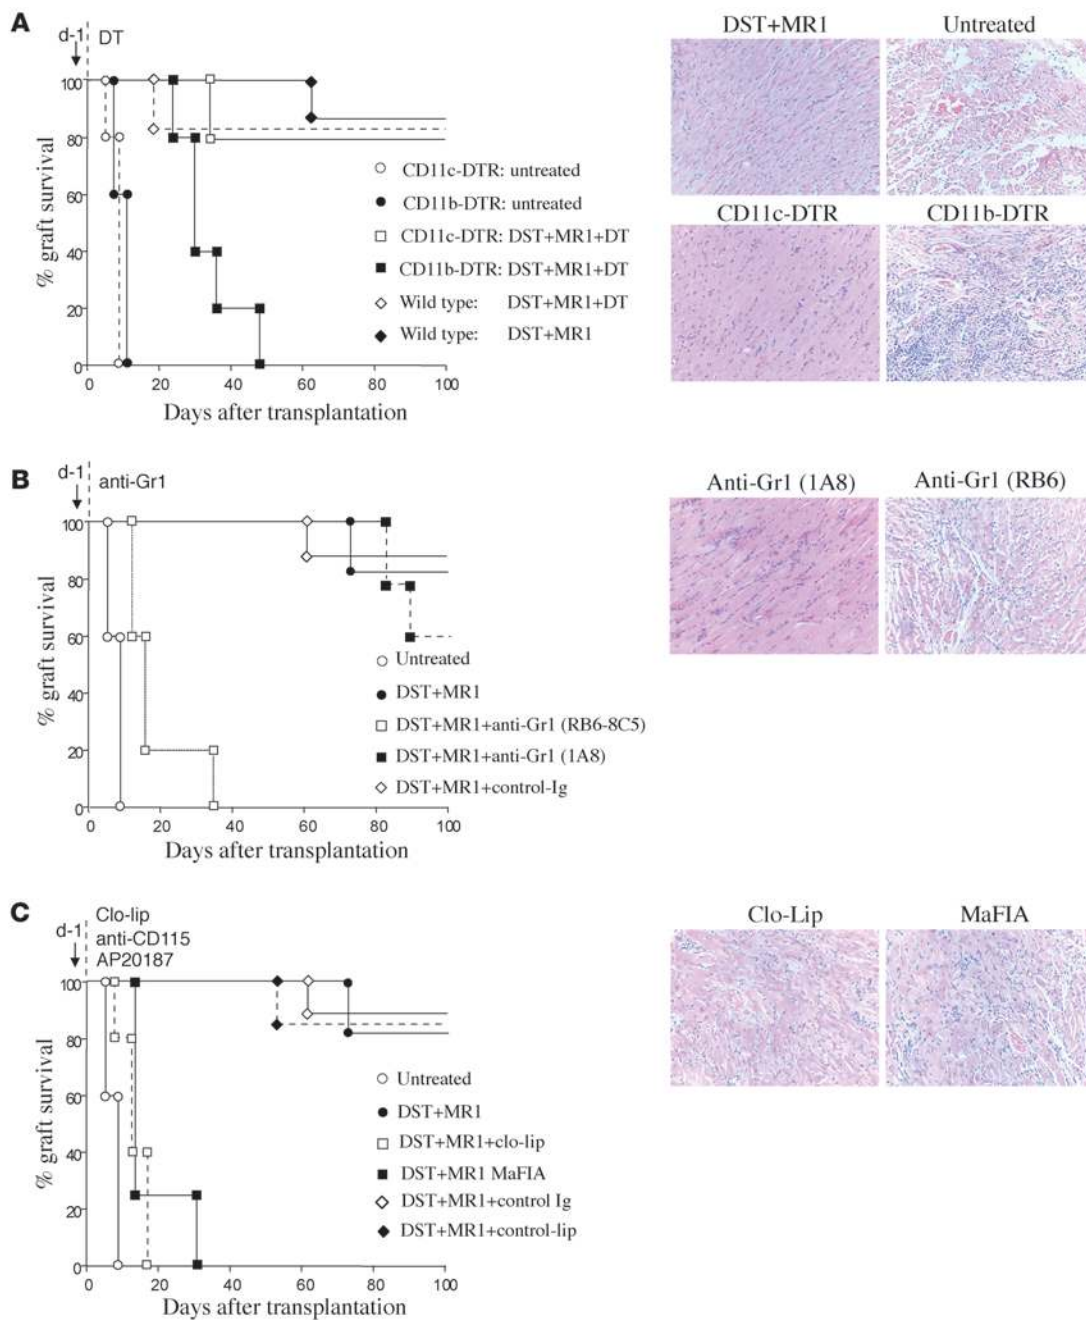 A
d-1
DT
100
80
60
40
20
0
% graft survival
0 20 40 60 80 100
Days after transplantation
CD11c-DTR: untreated
CD11b-DTR: untreated
CD11c-DTR: DST+MR1+DT
CD11b-DTR: DST+MR1+DT
Wild type: DST+MR1+DT
Wild type: DST+MR1
DST+MR1 Untreated
CD11c-DTR CD11b-DTR
B
d-1
anti-Gr1
100
80
60
40
20
0
% graft survival
0 20 40 60 80 100
Days after transplantation
Untreated
DST+MR1
DST+MR1+anti-Gr1 (RB6-8C5)
DST+MR1+anti-Gr1 (1A8)
DST+MR1+control-Ig
Anti-Gr1 (1A8) Anti-Gr1 (RB6)
C
d-1
Clo-lip
anti-CD115
AP20187
100
80
60
40
20
0
% graft survival
0 20 40 60 80 100
Days after transplantation
Untreated
DST+MR1
DST+MR1+clo-lip
DST+MR1 MaFIA
DST+MR1+control Ig
DST+MR1+control-lip
Clo-Lip MaFIA